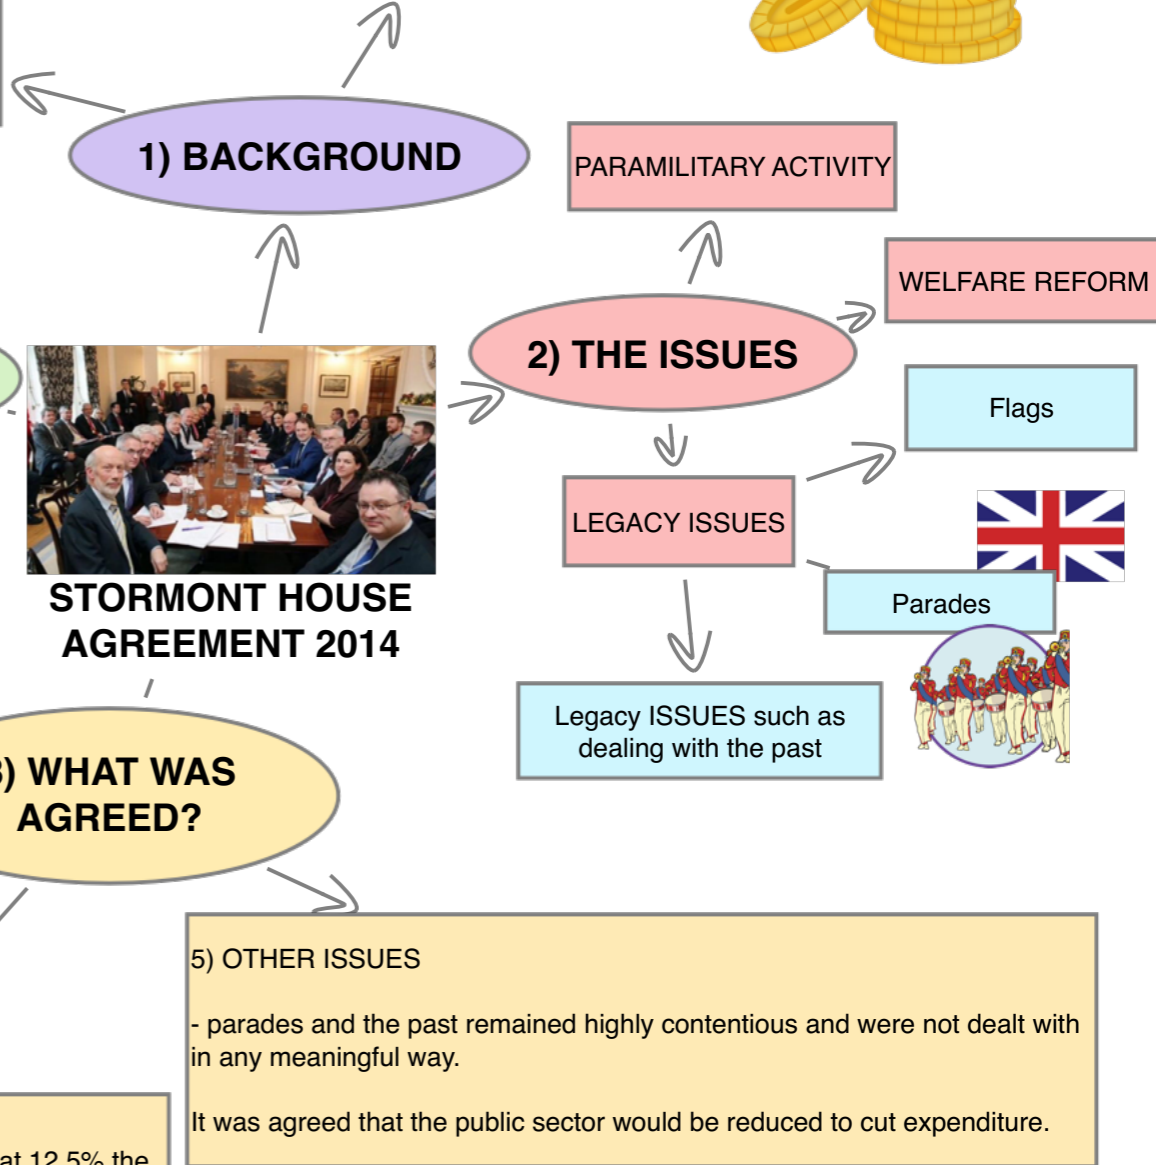 1) BACKGROUND
PARAMILITARY ACTIVITY
WELFARE REFORM
2) THE ISSUES
Flags
LEGACY ISSUES
Parades
STORMONT HOUSE
AGREEMENT 2014
Legacy ISSUES such as
dealing with the past
) WHAT WAS
AGREED?
5) OTHER ISSUES
- parades and the past remained highly contentious and were not dealt with
in any meaningful way.
It was agreed that the public sector would be reduced to cut expenditure.
at 12.5% the